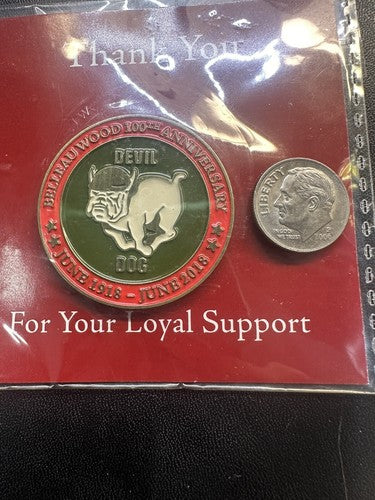 Thank You
BELLEAU WOOD 100TH ANNIVERSARY
DEVIL
DOG
JUNE 1918 - JUNE 2018
LIBERTY
For Your Loyal Support